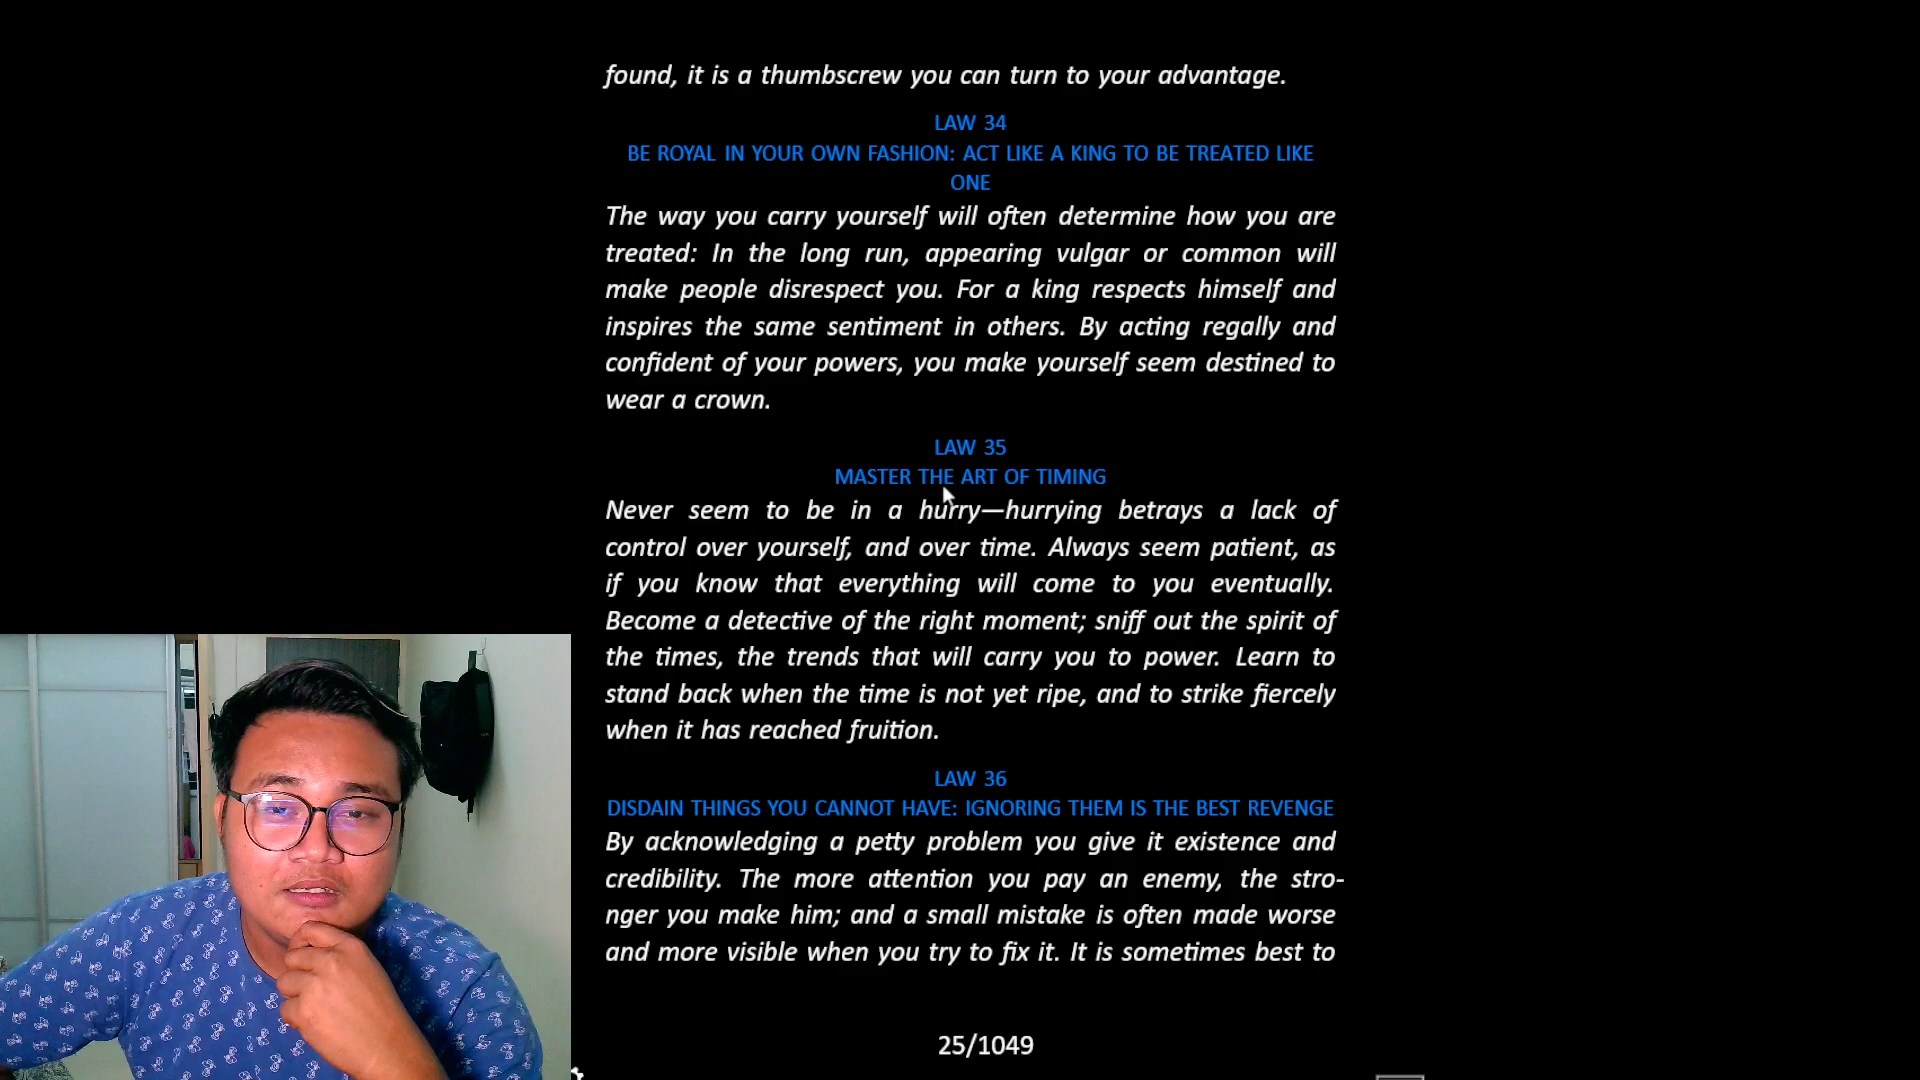 found, it is a thumbscrew you can turn to your advantage.
LAW 34
BE ROYAL IN YOUR OWN FASHION: ACT LIKE A KING TO BE TREATED LIKE
ONE
The way you carry yourself will often determine how you are
treated: In the long run, appearing vulgar or common will
make people disrespect you. For a king respects himself and
inspires the same sentiment in others. By acting regally and
confident of your powers, you make yourself seem destined to
wear a crown.
LAW 35
MASTER THE ART OF TIMING
Never seem to be in a hurry—hurrying betrays a lack of
control over yourself, and over time. Always seem patient, as
if you know that everything will come to you eventually.
Become a detective of the right moment; sniff out the spirit of
the times, the trends that will carry you to power. Learn to
stand back when the time is not yet ripe, and to strike fiercely
when it has reached fruition.
LAW 36
DISDAIN THINGS YOU CANNOT HAVE: IGNORING THEM IS THE BEST REVENGE
By acknowledging a petty problem you give it existence and
credibility. The more attention you pay an enemy, the stro-
nger you make him; and a small mistake is often made worse
and more visible when you try to fix it. It is sometimes best to
25/1049